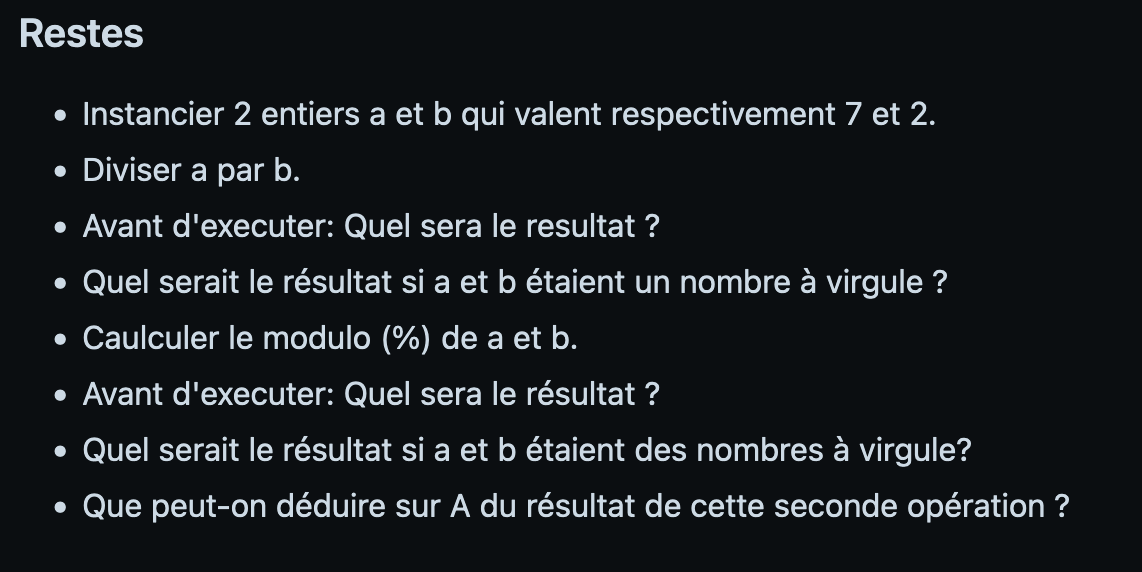 Restes
• Instancier 2 entiers a et b qui valent respectivement 7 et 2.
• Diviser a par b.
• Avant d'executer: Quel sera le resultat ?
• Quel serait le résultat si a et b étaient un nombre à virgule ?
• Caulculer le modulo (%) de a et b.
• Avant d'executer: Quel sera le résultat ?
• Quel serait le résultat si a et b étaient des nombres à virgule?
• Que peut-on déduire sur A du résultat de cette seconde opération ?